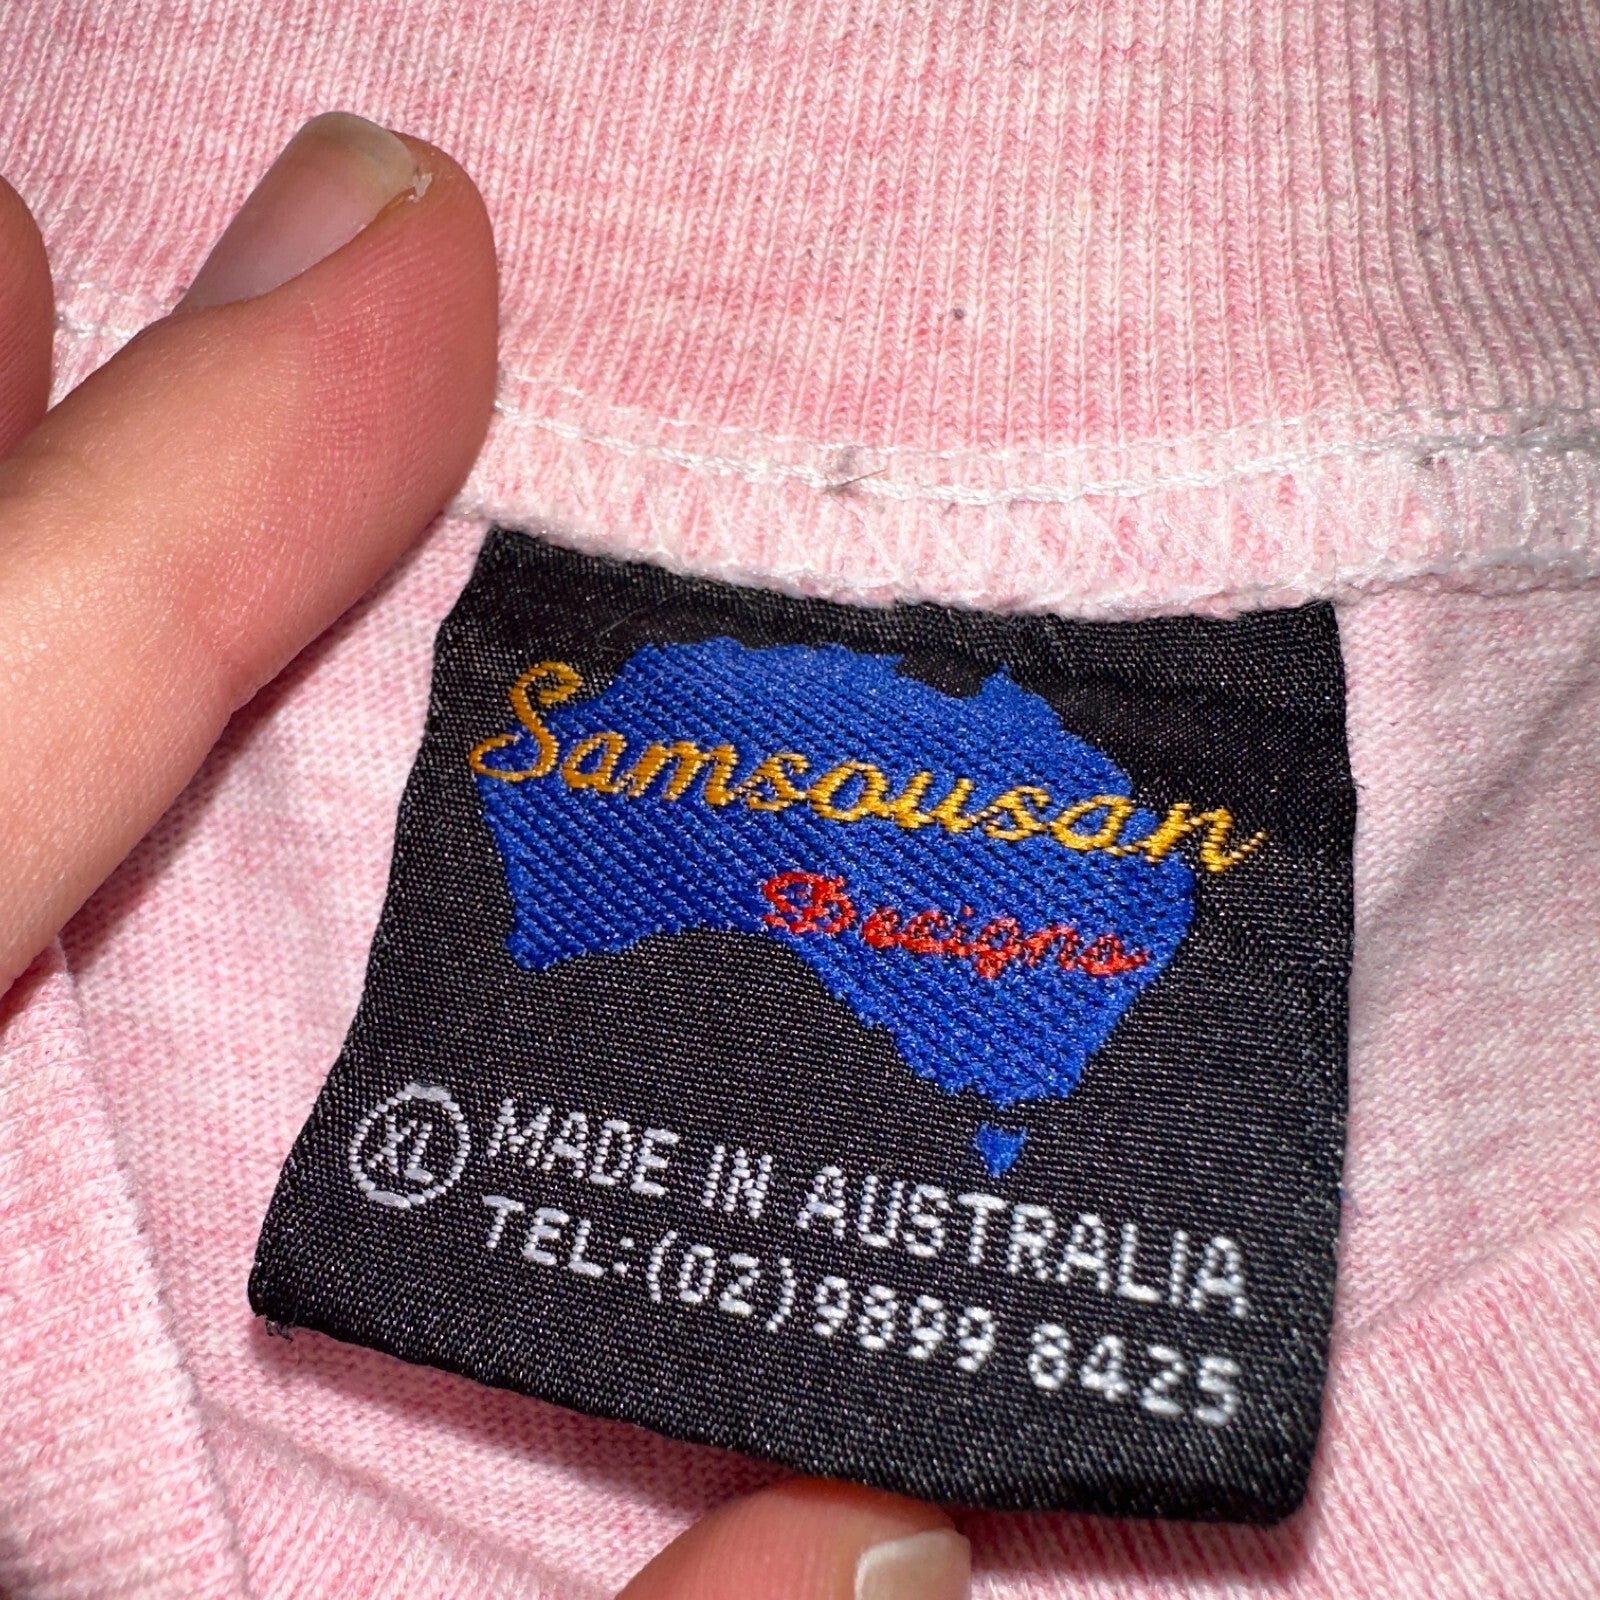 Samsousan
Designs
XL MADE IN AUSTRALIA
TEL:(02)9899 8425